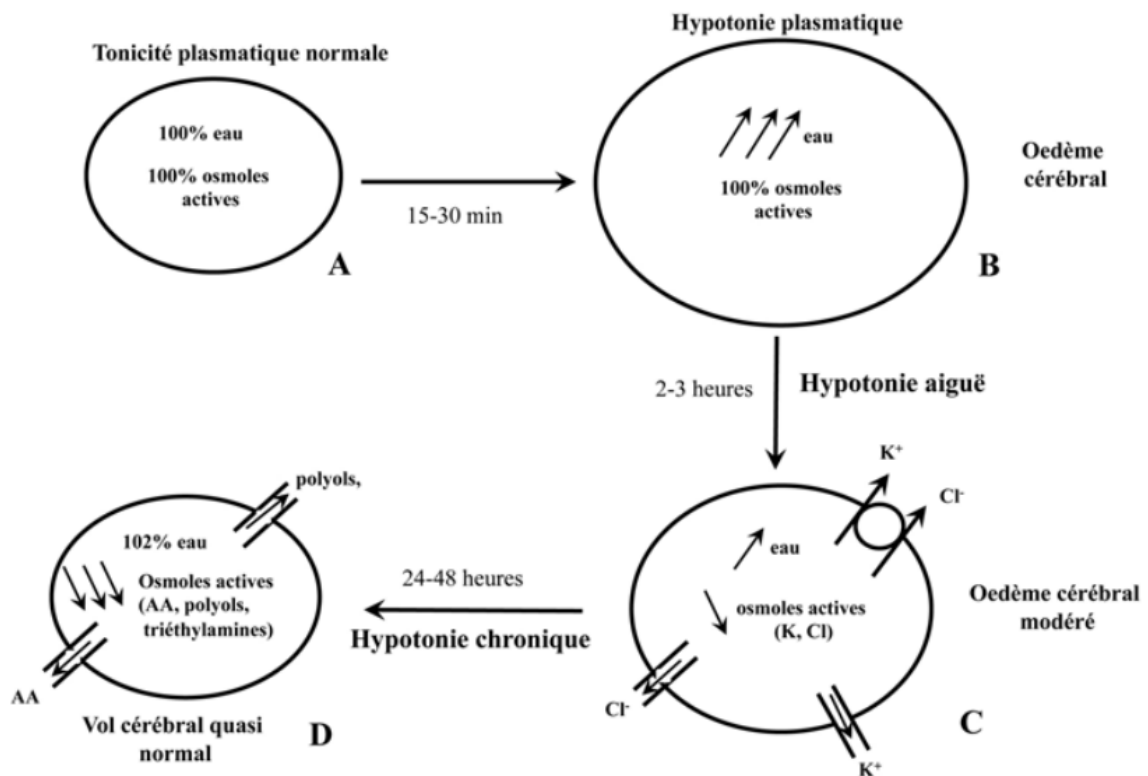 Tonicité plasmatique normale
100% eau
100% osmoles
actives
A
15-30 min
Hypotonie plasmatique
eau
100% osmoles
actives
B
Oedème
cérébral
2-3 heures
Hypotonie aiguë
K+
Cl-
eau
osmoles actives
(K, Cl)
Cl-
K+
C
Oedème cérébral
modéré
24-48 heures
Hypotonie chronique
polyols,
102% eau
Osmoles actives
(AA, polyols,
triéthylamines)
AA
Vol cérébral quasi
normal
D